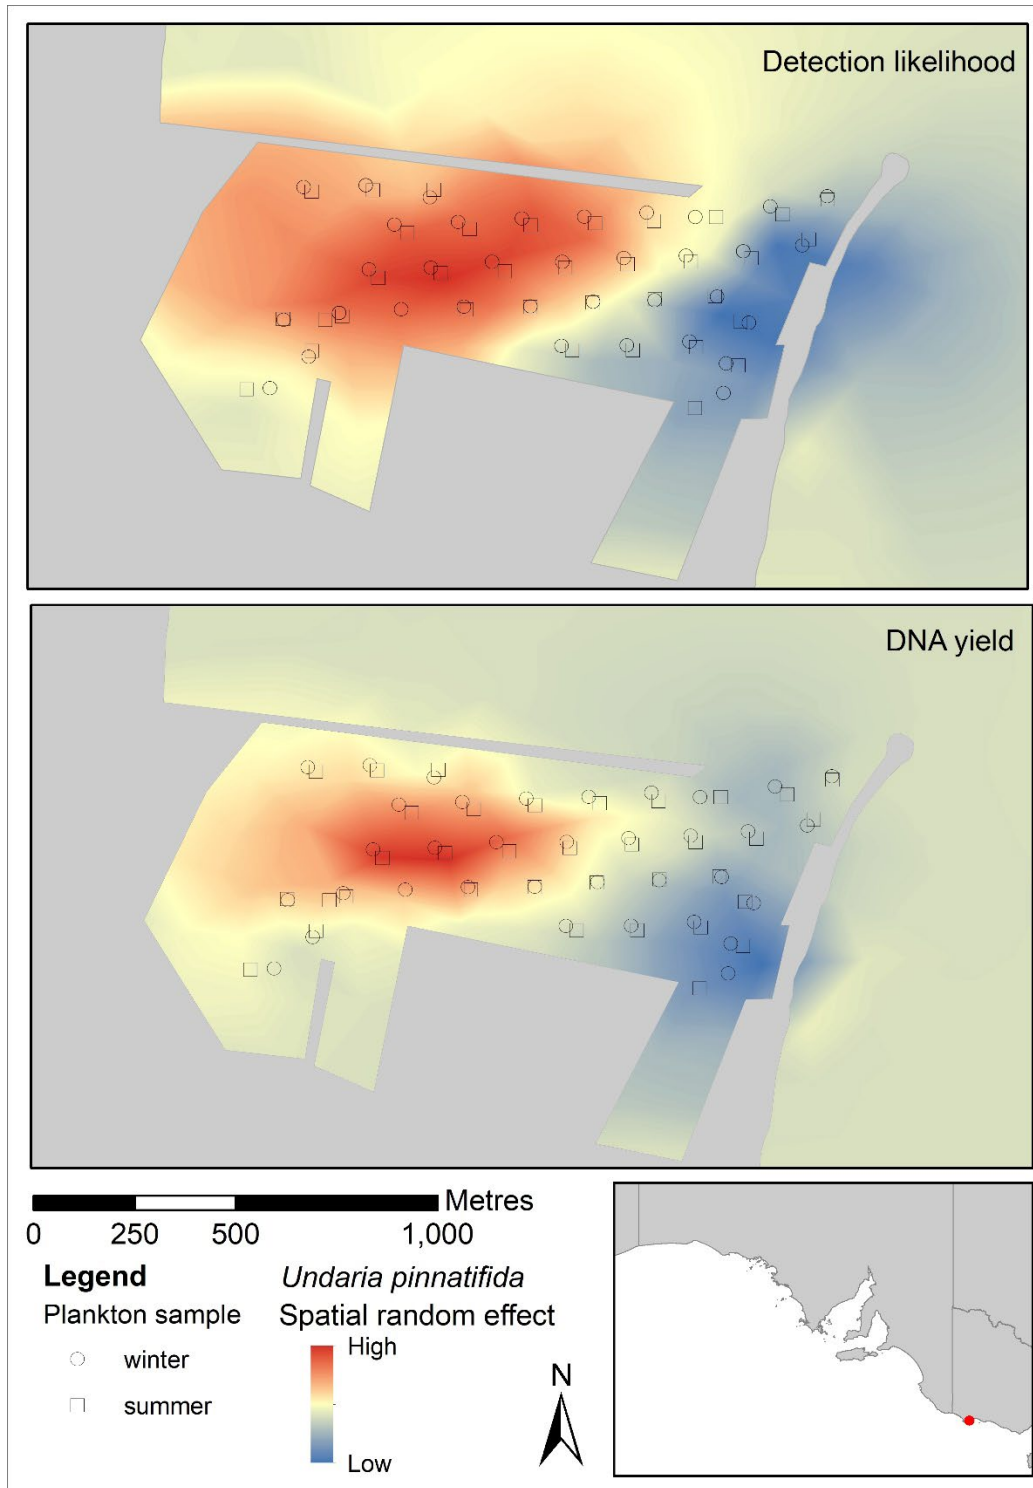 Detection likelihood
DNA yield
Metres
0 250 500 1,000
Legend
Plankton sample
winter
summer
Undaria pinnatifida
Spatial random effect
High
Low
N